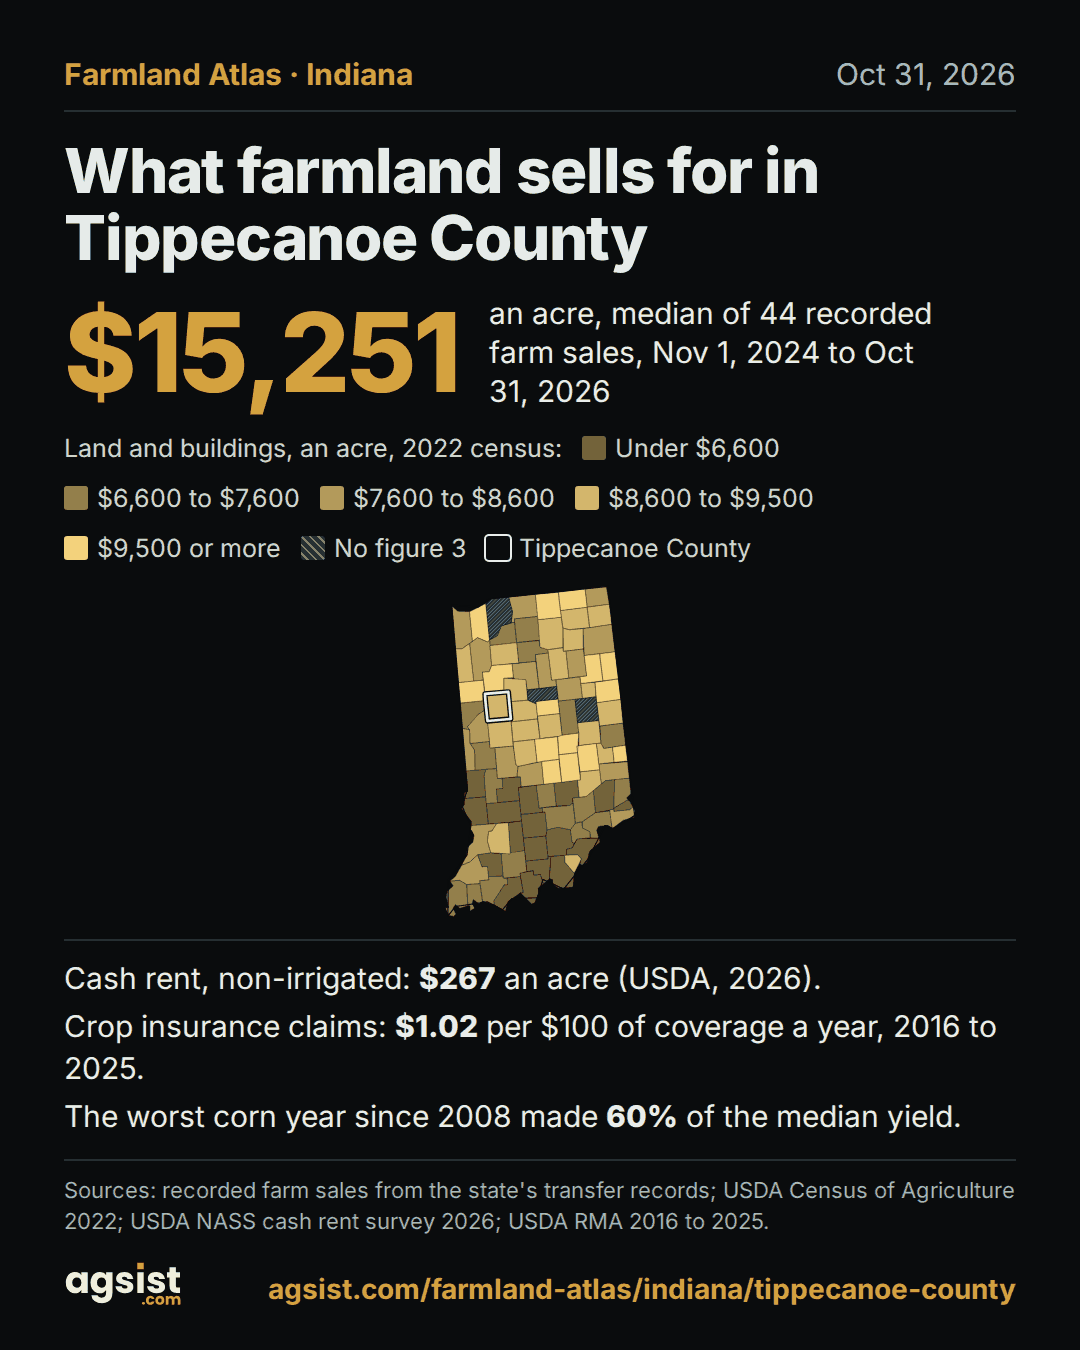 Farmland Atlas · Indiana
Oct 31, 2026
What farmland sells for in
Tippecanoe County
$15,251
an acre, median of 44 recorded
farm sales, Nov 1, 2024 to Oct
31, 2026
Land and buildings, an acre, 2022 census: Under $6,600
$6,600 to $7,600 $7,600 to $8,600 $8,600 to $9,500
$9,500 or more No figure 3 Tippecanoe County
Cash rent, non-irrigated: $267 an acre (USDA, 2026).
Crop insurance claims: $1.02 per $100 of coverage a year, 2016 to
2025.
The worst corn year since 2008 made 60% of the median yield.
Sources: recorded farm sales from the state's transfer records; USDA Census of Agriculture
2022; USDA NASS cash rent survey 2026; USDA RMA 2016 to 2025.
agsist
.com
agsist.com/farmland-atlas/indiana/tippecanoe-county